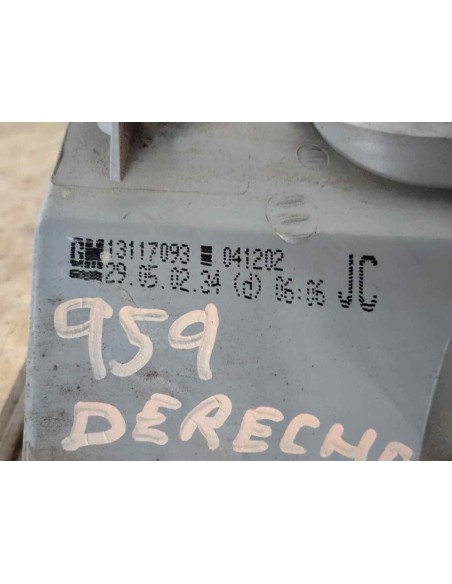 GM 13117093 041202
29.05.02.34 (d) 06:06 JC
959
DERECHO